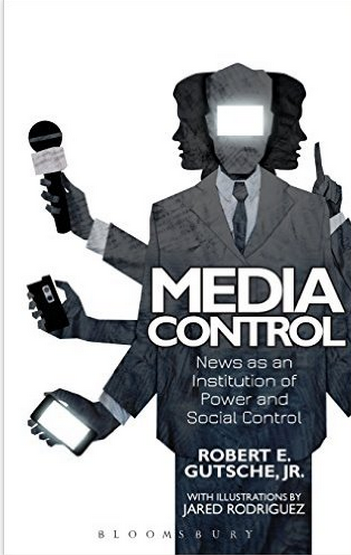 MEDIA
CONTROL
News as an
Institution of
Power and
Social Control
ROBERT E.
GUTSCHE, JR.
WITH ILLUSTRATIONS BY
JARED RODRIGUEZ
BLOOMSBURY